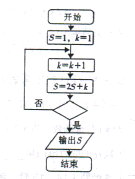 开始
S=1, k=1
k=k+1
S=2S+k
否
是
输出S
结束